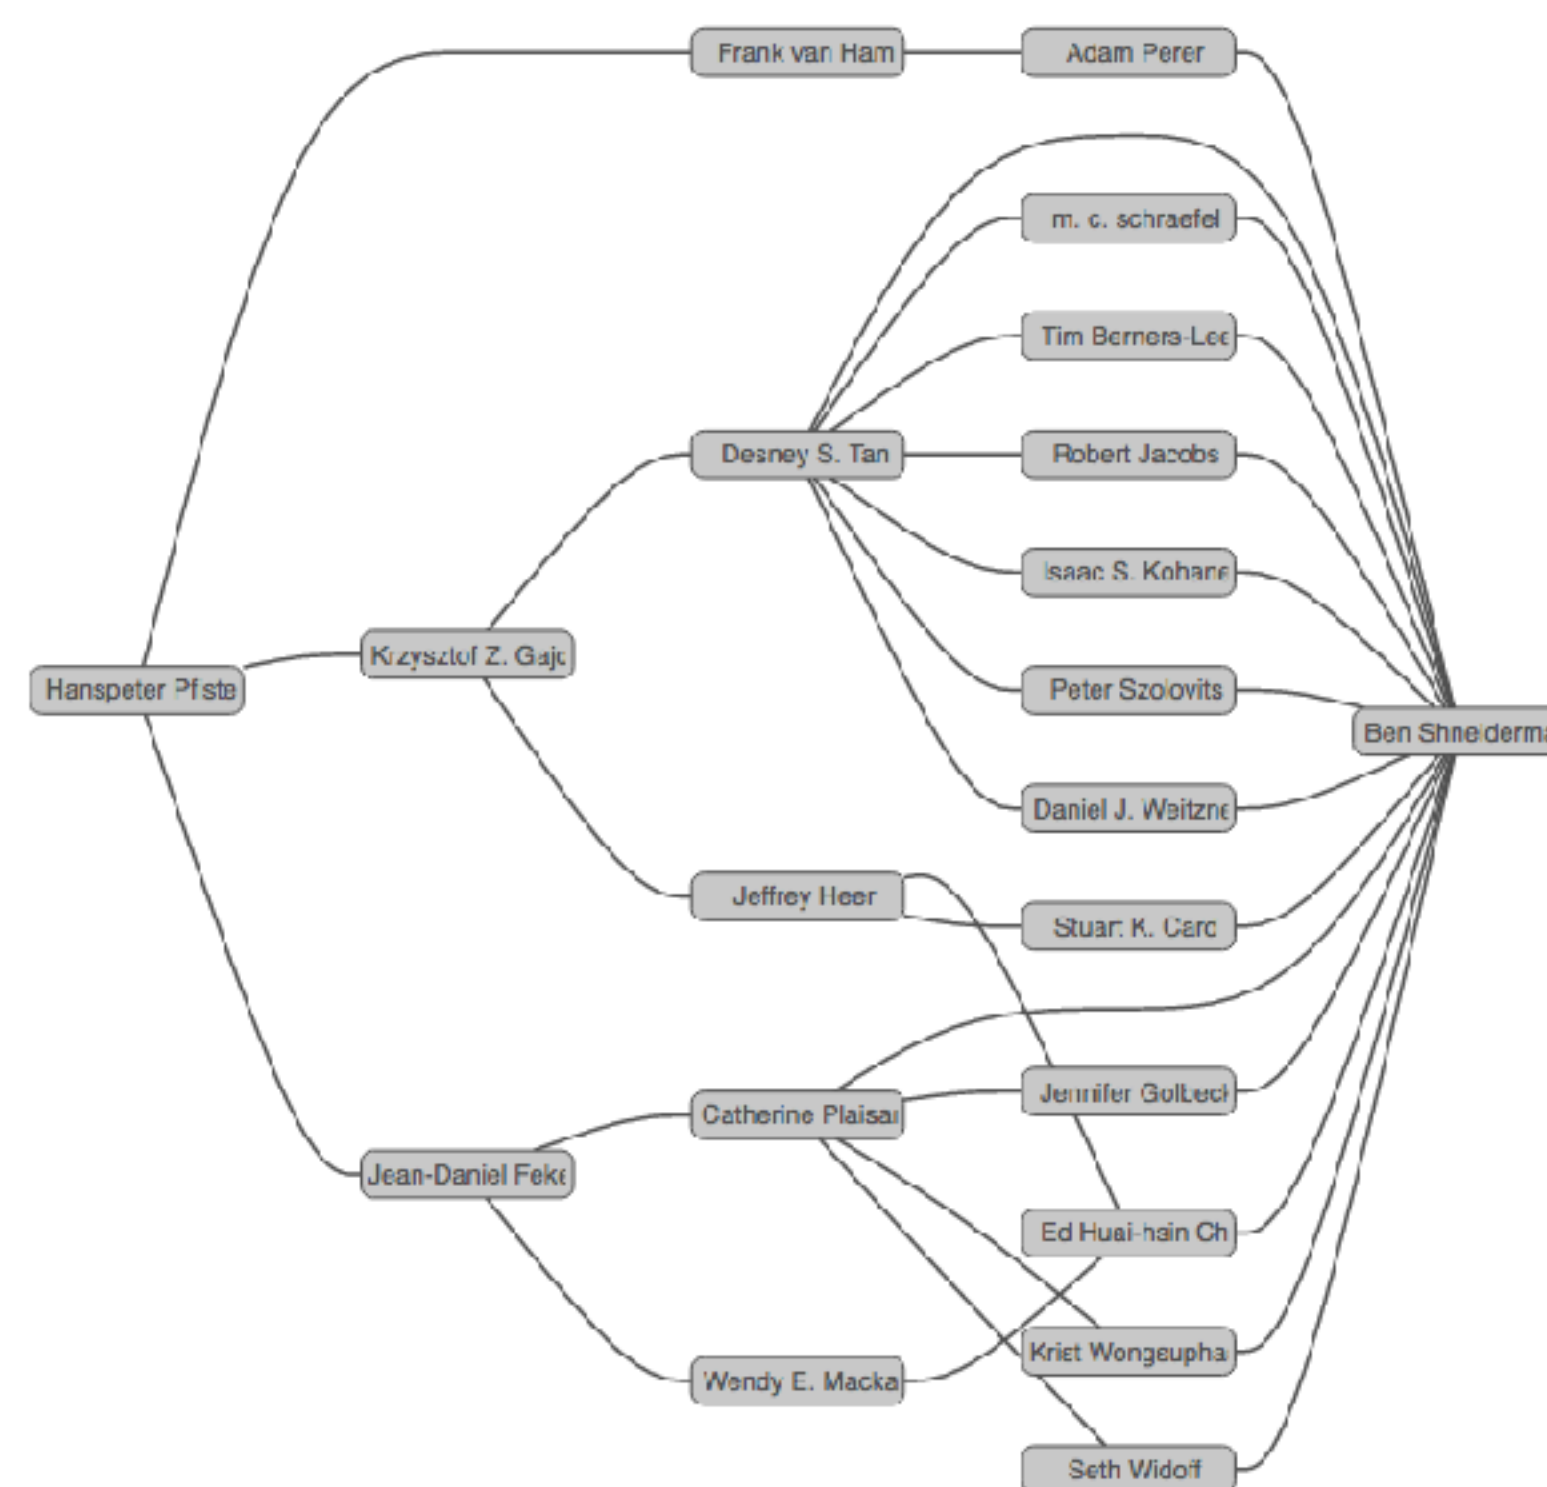 Frank van Ham
Adam Perer
m. c. schraefel
Tim Berners-Lee
Desney S. Tan
Robert Jacobs
Isaac S. Kohane
Krzysztof Z. Gajo
Hanspeter Pfiste
Peter Szolovits
Ben Shneiderma
Daniel J. Weitzne
Jeffrey Heer
Stuart K. Card
Jennifer Golbeck
Catherine Plaisa
Jean-Daniel Feke
Ed Huai-hsin Ch
Krist Wongsupha
Wendy E. Macka
Seth Widoff